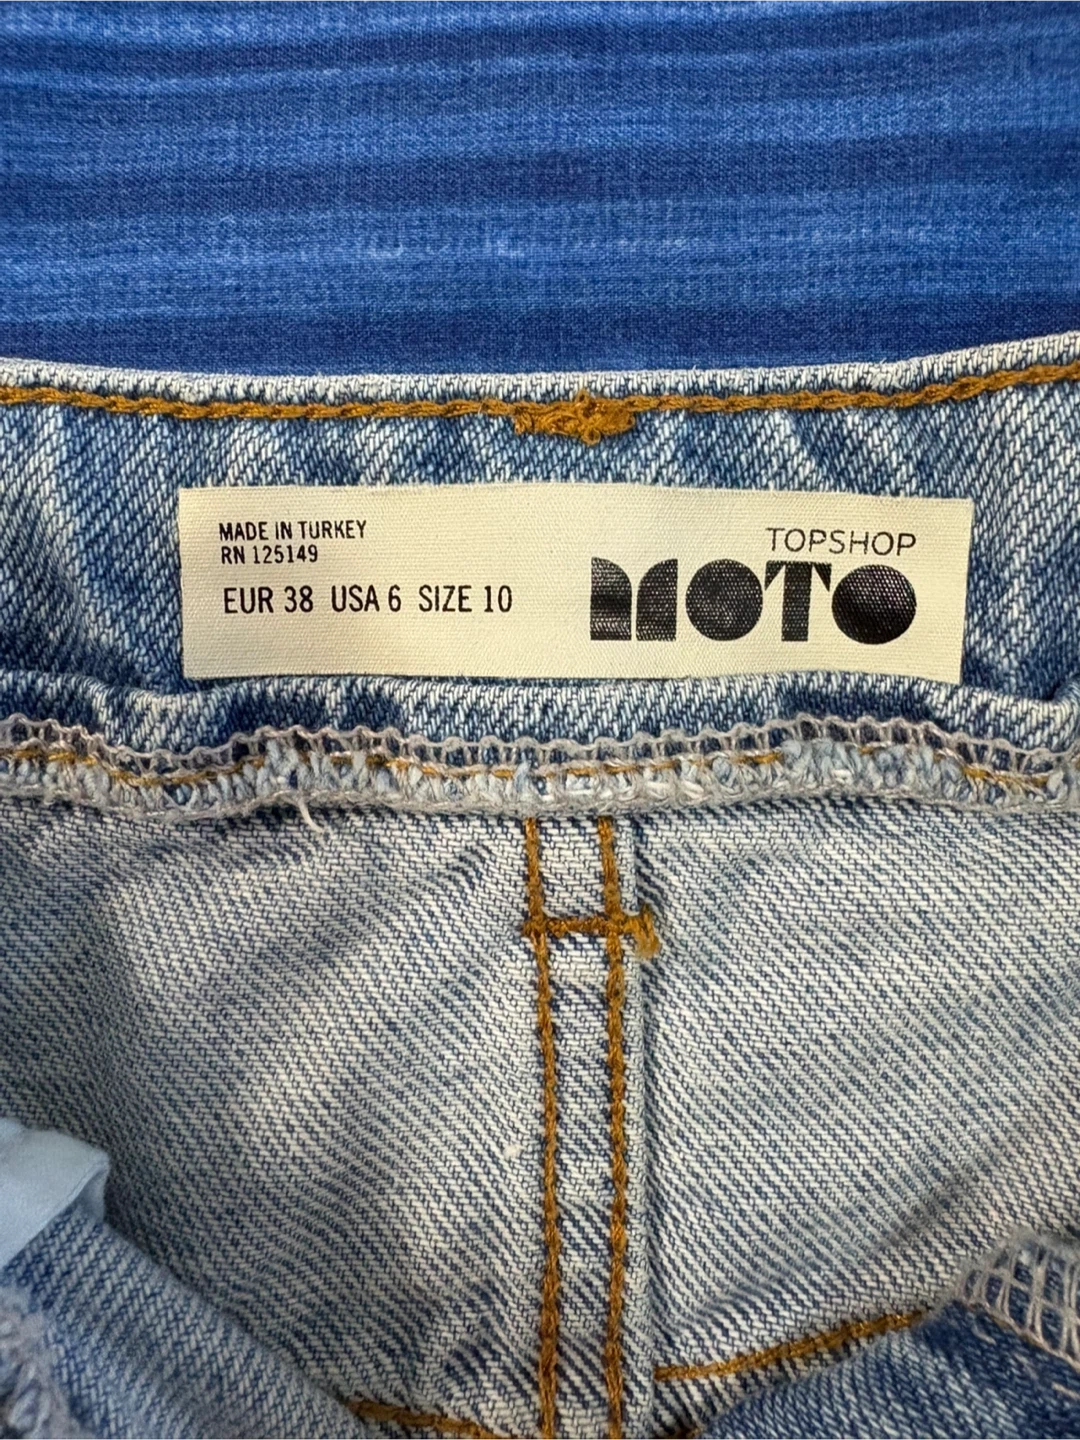 MADE IN TURKEY
RN 125149
EUR 38 USA 6 SIZE 10
TOPSHOP
MOTO